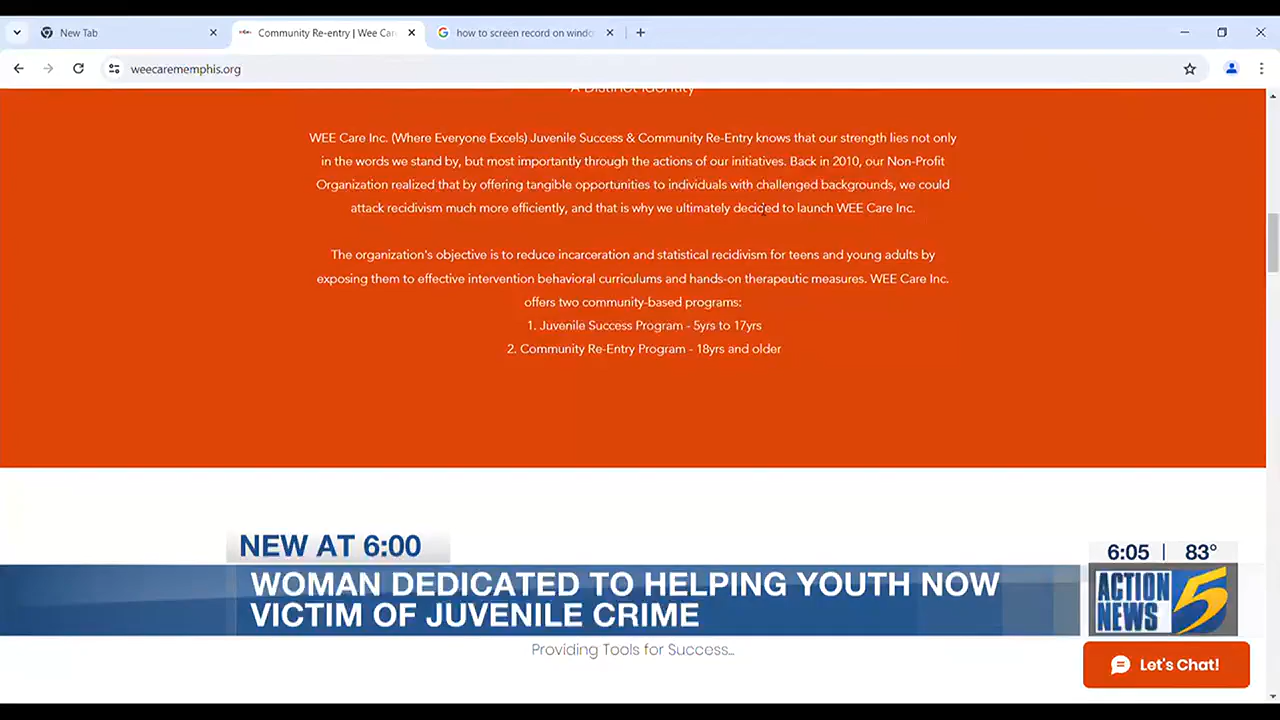 New Tab
Community Re-entry | Wee Car
how to screen record on windo
weecarememphis.org
A Distinct Identity
WEE Care Inc. (Where Everyone Excels) Juvenile Success & Community Re-Entry knows that our strength lies not only
in the words we stand by, but most importantly through the actions of our initiatives. Back in 2010, our Non-Profit
Organization realized that by offering tangible opportunities to individuals with challenged backgrounds, we could
attack recidivism much more efficiently, and that is why we ultimately decided to launch WEE Care Inc.
The organization's objective is to reduce incarceration and statistical recidivism for teens and young adults by
exposing them to effective intervention behavioral curriculums and hands-on therapeutic measures. WEE Care Inc.
offers two community-based programs:
1. Juvenile Success Program - 5yrs to 17yrs
2. Community Re-Entry Program - 18yrs and older
NEW AT 6:00
WOMAN DEDICATED TO HELPING YOUTH NOW
VICTIM OF JUVENILE CRIME
6:05 | 83°
ACTION
NEWS 5
Providing Tools for Success...
Let's Chat!